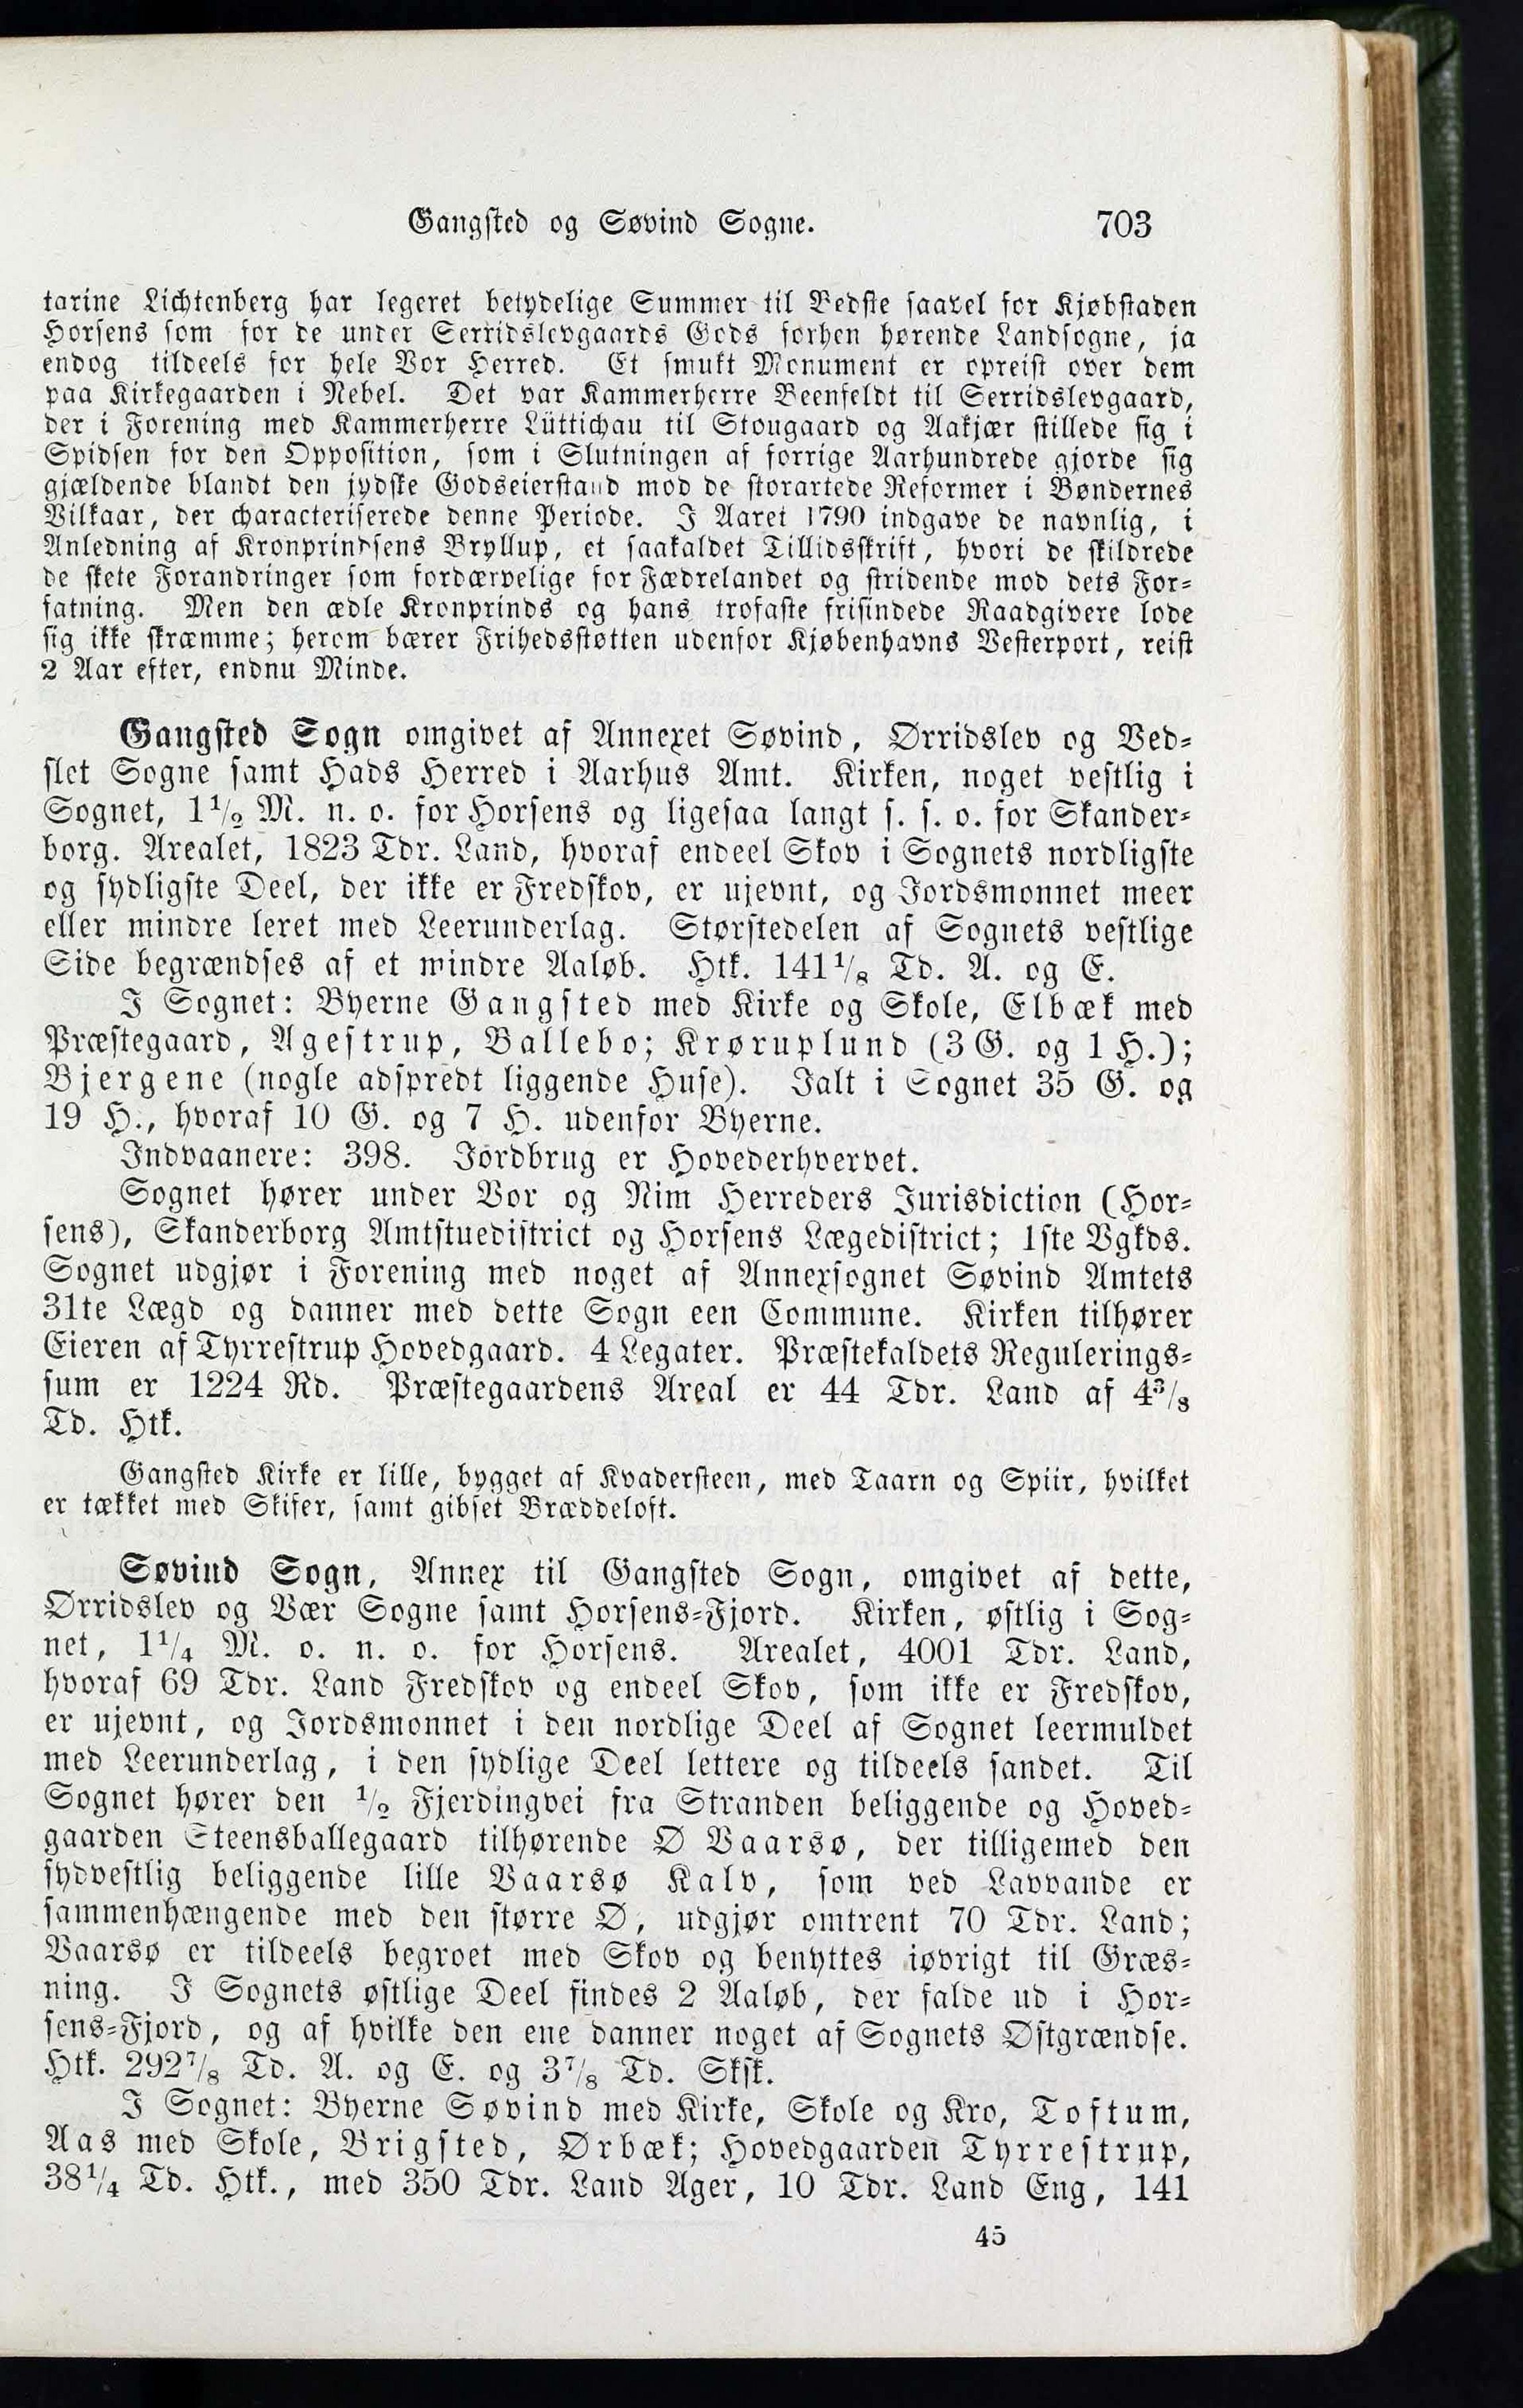 Gangsted og Søvind Sogne. 703
tarine Lichtenberg har legeret betydelige Summer til Bedste saavel for Kjøbstaden
Horsens som for de under Serridslevgaards Gods forhen hørende Landsogne, ja
endog tildeels for hele Vor Herred. Et smukt Monument er opreist over dem
paa Kirkegaarden i Nebel. Det var Kammerherre Beenfeldt til Serridslevgaard,
der i Forening med Kammerherre Lüttichau til Stougaard og Aakjær stillede sig i
Spidsen for den Opposition, som i Slutningen af forrige Aarhundrede gjorde sig
gjældende blandt den jydske Godseierstand mod de storartede Reformer i Bøndernes
Vilkaar, der characteriserede denne Periode. I Aaret 1790 indgave de navnlig, i
Anledning af Kronprindsens Bryllup, et saakaldet Tillidsskrift, hvori de skildrede
de skete Forandringer som fordærvelige for Fædrelandet og stridende mod dets For-
fatning. Men den ædle Kronprinds og hans trofaste frisindede Raadgivere lode
sig ikke skræmme; herom bærer Frihedsstøtten udenfor Kjøbenhavns Vesterport, reist
2 Aar efter, endnu Minde.
Gangsted Sogn omgivet af Annexet Søvind, Ørridslev og Ved-
slet Sogne samt Hads Herred i Aarhus Amt. Kirken, noget vestlig i
Sognet, 1 1/2 M. n. o. for Horsens og ligesaa langt s. s. o. for Skander-
borg. Arealet, 1823 Tdr. Land, hvoraf endeel Skov i Sognets nordligste
og sydligste Deel, der ikke er Fredskov, er ujevnt, og Jordsmonnet meer
eller mindre leret med Leerunderlag. Størstedelen af Sognets vestlige
Side begrændses af et mindre Aaløb. Htk. 141 1/8 Td. A. og E.
I Sognet: Byerne Gangsted med Kirke og Skole, Elbæk med
Præstegaard, Agestrup, Ballebo; Krøruplund (3 G. og 1 H.);
Bjergene (nogle adspredt liggende Huse). Ialt i Sognet 35 G. og
19 H., hvoraf 10 G. og 7 H. udenfor Byerne.
Indvaanere: 398. Jordbrug er Hovederhvervet.
Sognet hører under Vor og Nim Herreders Jurisdiction (Hor-
sens), Skanderborg Amtstuedistrict og Horsens Lægedistrict; 1ste Vgkds.
Sognet udgjør i Forening med noget af Annexsognet Søvind Amtets
31te Lægd og danner med dette Sogn een Commune. Kirken tilhører
Eieren af Tyrrestrup Hovedgaard. 4 Legater. Præstekaldets Regulerings-
sum er 1224 Rd. Præstegaardens Areal er 44 Tdr. Land af 4 3/8
Td. Htk.
Gangsted Kirke er lille, bygget af Kvadersteen, med Taarn og Spiir, hvilket
er tækket med Skifer, samt gibset Bræddeloft.
Søvind Sogn, Annex til Gangsted Sogn, omgivet af dette,
Ørridslev og Vær Sogne samt Horsens-Fjord. Kirken, østlig i Sog-
net, 1 1/4 M. o. n. o. for Horsens. Arealet, 4001 Tdr. Land,
hvoraf 69 Tdr. Land Fredskov og endeel Skov, som ikke er Fredskov,
er ujevnt, og Jordsmonnet i den nordlige Deel af Sognet leermuldet
med Leerunderlag, i den sydlige Deel lettere og tildeels sandet. Til
Sognet hører den 1/2 Fjerdingvei fra Stranden beliggende og Hoved-
gaarden Steensballegaard tilhørende Ø Vaarsø, der tilligemed den
sydvestlig beliggende lille Vaarsø Kalv, som ved Lavvande er
sammenhængende med den større Ø, udgjør omtrent 70 Tdr. Land;
Vaarsø er tildeels begroet med Skov og benyttes iøvrigt til Græs-
ning. I Sognets østlige Deel findes 2 Aaløb, der falde ud i Hor-
sens-Fjord, og af hvilke den ene danner noget af Sognets Østgrændse.
Htk. 292 7/8 Td. A. og E. og 3 7/8 Td. Sksk.
I Sognet: Byerne Søvind med Kirke, Skole og Kro, Toftum,
Aas med Skole, Brigsted, Ørbæk; Hovedgaarden Tyrrestrup,
38 1/4 Td. Htk., med 350 Tdr. Land Ager, 10 Tdr. Land Eng, 141
45